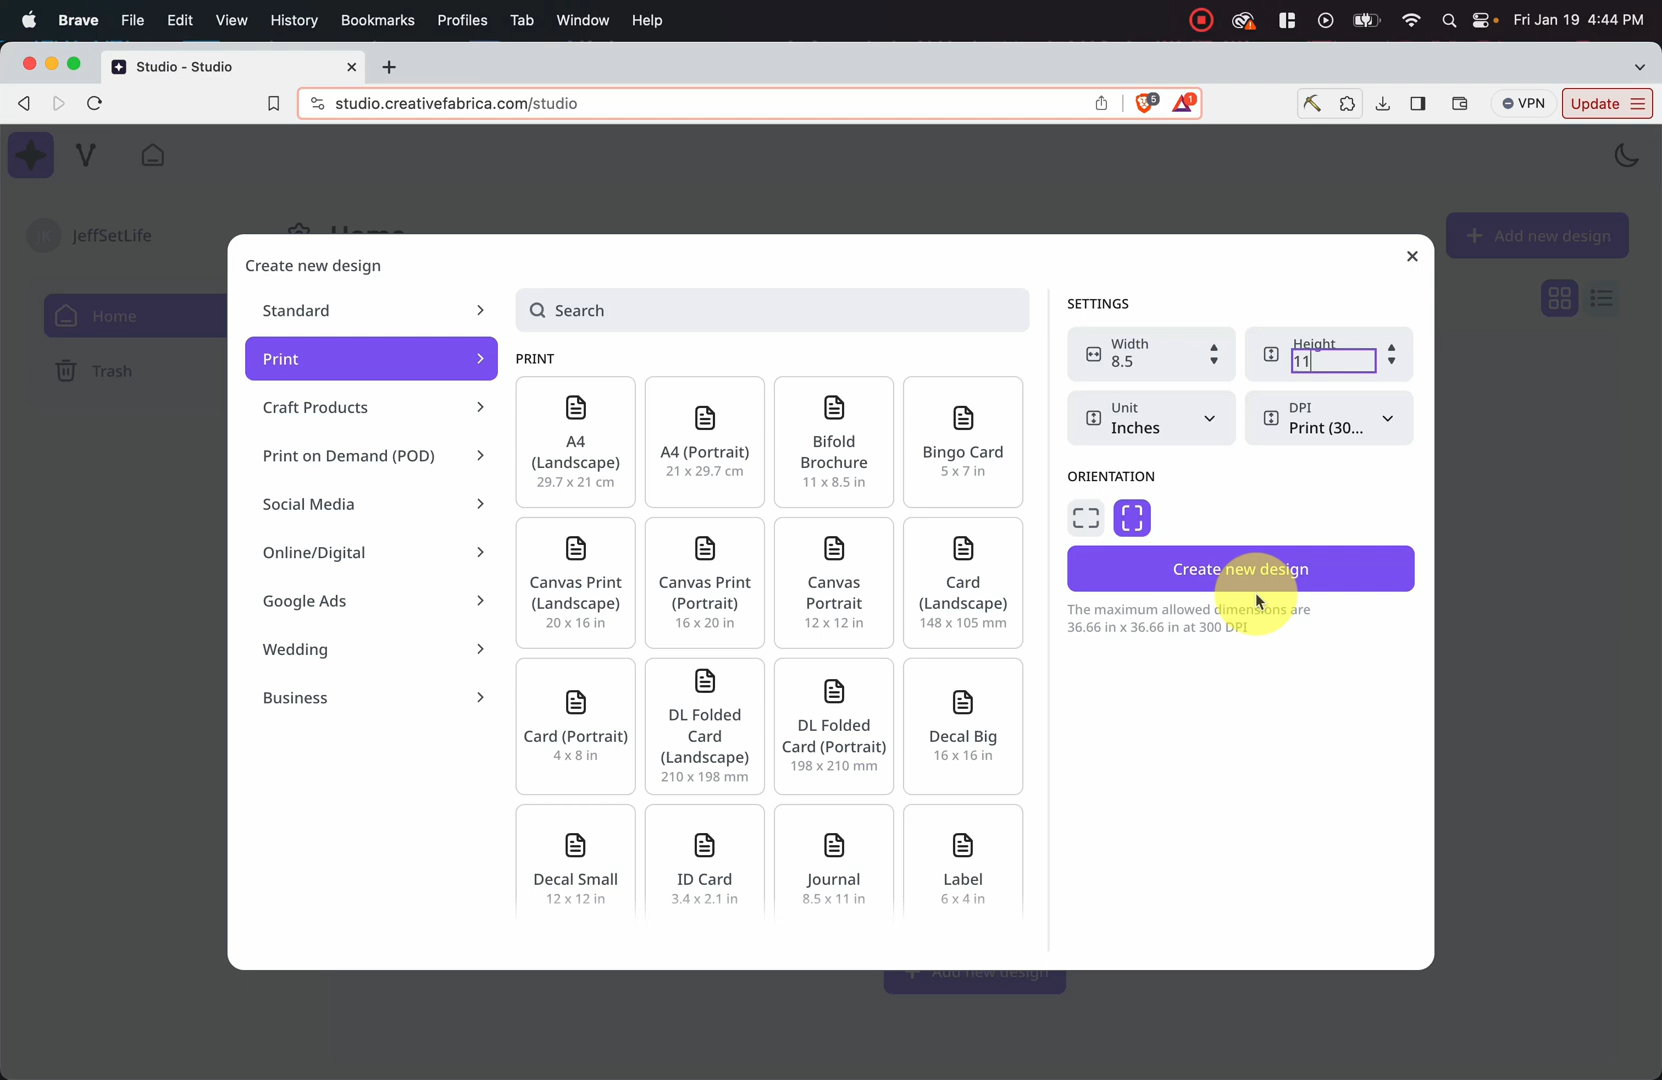 Brave File Edit View History Bookmarks Profiles Tab Window Help Fri Jan 19 4:44 PM
Studio - Studio
studio.creativefabrica.com/studio 5 1 VPN Update
JK JeffSetLife Home Add new design
Create new design
Home
Trash
Standard
Print
Craft Products
Print on Demand (POD)
Social Media
Online/Digital
Google Ads
Wedding
Business
Search
PRINT
A4
(Landscape)
29.7 x 21 cm
A4 (Portrait)
21 x 29.7 cm
Bifold
Brochure
11 x 8.5 in
Bingo Card
5 x 7 in
Canvas Print
(Landscape)
20 x 16 in
Canvas Print
(Portrait)
16 x 20 in
Canvas
Portrait
12 x 12 in
Card
(Landscape)
148 x 105 mm
Card (Portrait)
4 x 8 in
DL Folded
Card
(Landscape)
210 x 198 mm
DL Folded
Card (Portrait)
198 x 210 mm
Decal Big
16 x 16 in
Decal Small
12 x 12 in
ID Card
3.4 x 2.1 in
Journal
8.5 x 11 in
Label
6 x 4 in
SETTINGS
Width
8.5
Height
11
Unit
Inches
DPI
Print (30...
ORIENTATION
Create new design
The maximum allowed dimensions are
36.66 in x 36.66 in at 300 DPI
Add new design